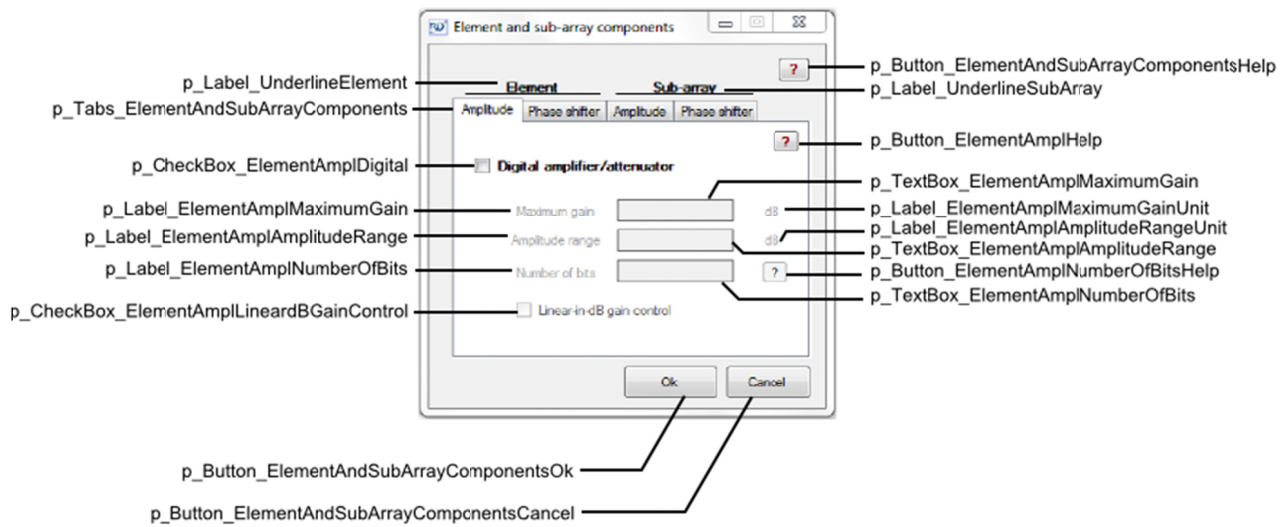 Element and sub-array components
p_Button_ElementAndSubArrayComponentsHelp
?
p_Label_UnderlineElement
Element
Sub-array
p_Label_UnderlineSubArray
p_Tabs_ElementAndSubArrayComponents
Amplitude
Phase shifter
Amplitude
Phase shifter
?
p_Button_ElementAmplHelp
p_CheckBox_ElementAmplDigital
Digital amplifier/attenuator
p_TextBox_ElementAmplMaximumGain
p_Label_ElementAmplMaximumGain
Maximum gain
dB
p_Label_ElementAmplMaximumGainUnit
p_Label_ElementAmplAmplitudeRange
Amplitude range
dB
p_Label_ElementAmplAmplitudeRangeUnit
p_TextBox_ElementAmplAmplitudeRange
p_Label_ElementAmplNumberOfBits
Number of bits
?
p_Button_ElementAmplNumberOfBitsHelp
p_TextBox_ElementAmplNumberOfBits
p_CheckBox_ElementAmplLineardBGainControl
Linear-in-dB gain control
Ok
Cancel
p_Button_ElementAndSubArrayComponentsOk
p_Button_ElementAndSubArrayComponentsCancel